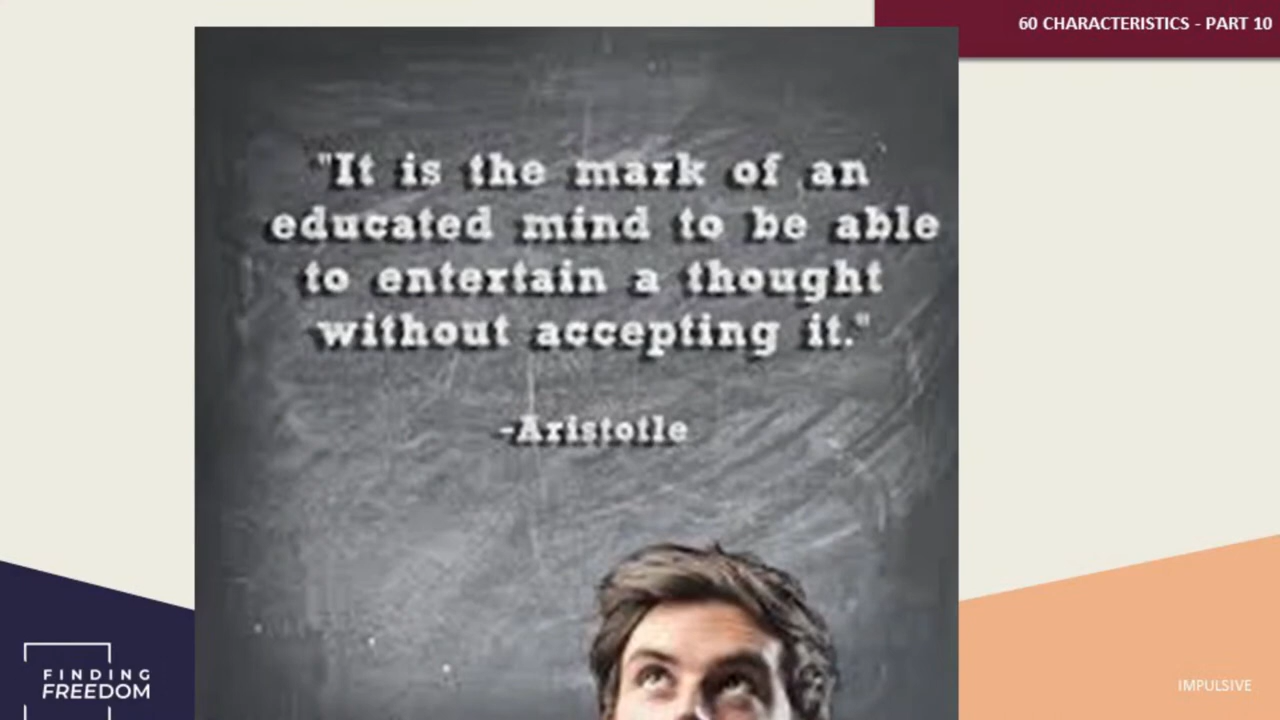 60 CHARACTERISTICS - PART 10
"It is the mark of an
educated mind to be able
to entertain a thought
without accepting it."
-Aristotle
FINDING
FREEDOM
IMPULSIVE